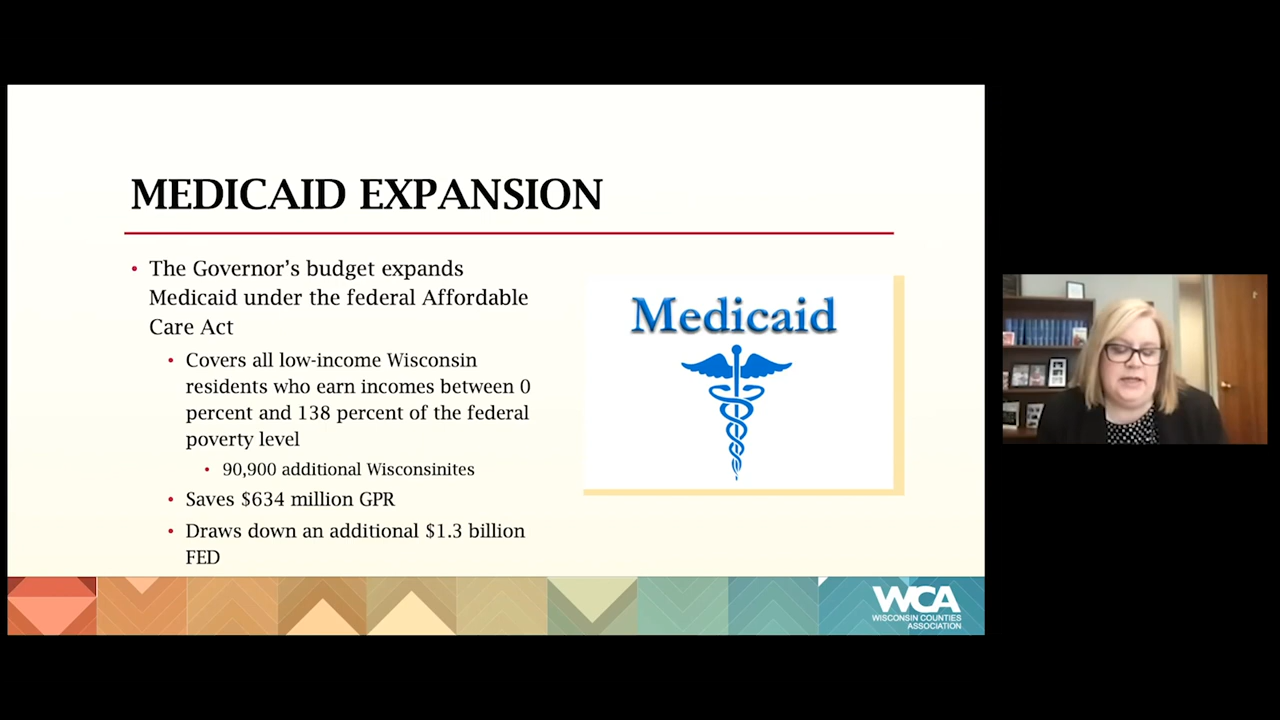 MEDICAID EXPANSION
• The Governor’s budget expands
Medicaid under the federal Affordable
Care Act
• Covers all low-income Wisconsin
residents who earn incomes between 0
percent and 138 percent of the federal
poverty level
• 90,900 additional Wisconsinites
• Saves $634 million GPR
• Draws down an additional $1.3 billion
FED
Medicaid
WCA
WISCONSIN COUNTIES
ASSOCIATION